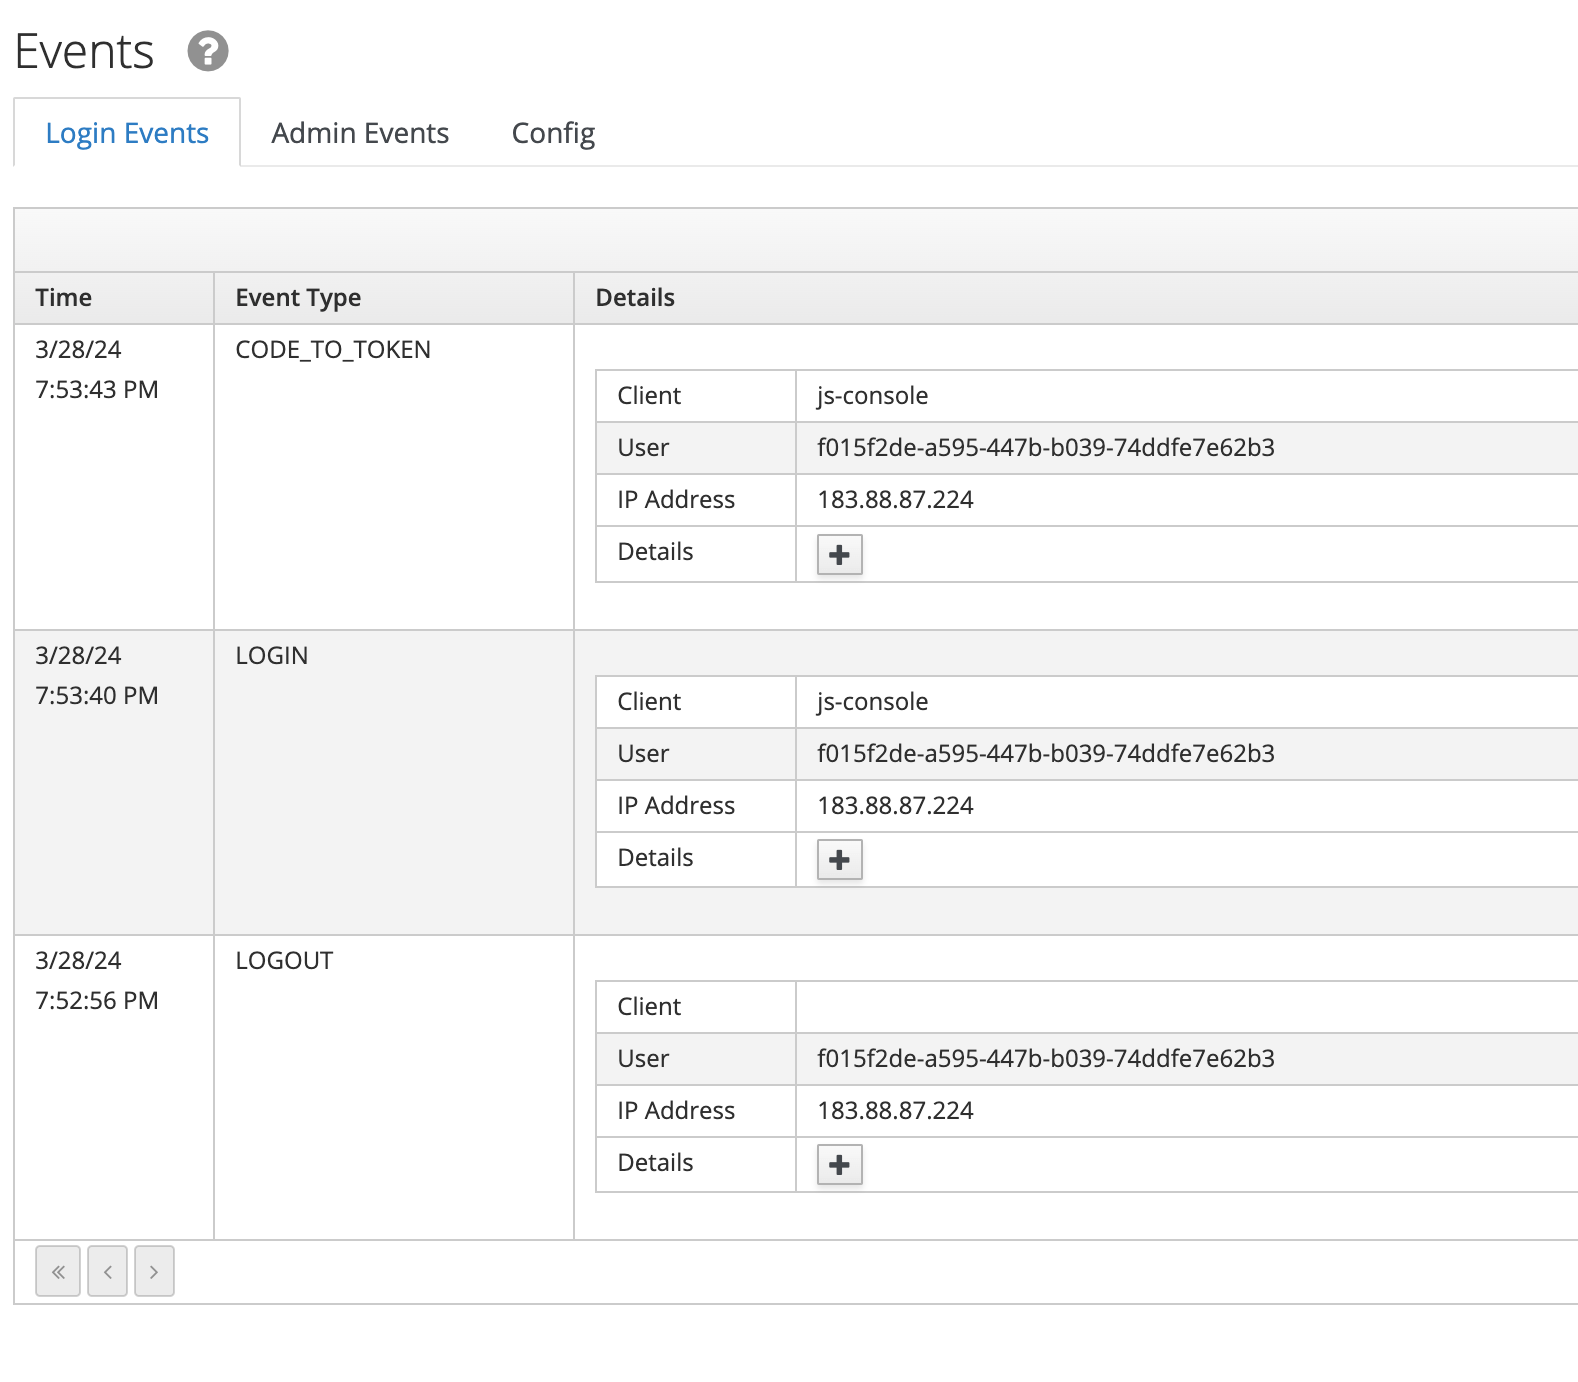 Events ?
Login Events Admin Events Config
Time Event Type Details
3/28/24 CODE_TO_TOKEN
7:53:43 PM
Client js-console
User f015f2de-a595-447b-b039-74ddfe7e62b3
IP Address 183.88.87.224
Details +
3/28/24 LOGIN
7:53:40 PM
Client js-console
User f015f2de-a595-447b-b039-74ddfe7e62b3
IP Address 183.88.87.224
Details +
3/28/24 LOGOUT
7:52:56 PM
Client
User f015f2de-a595-447b-b039-74ddfe7e62b3
IP Address 183.88.87.224
Details +
« ‹ ›